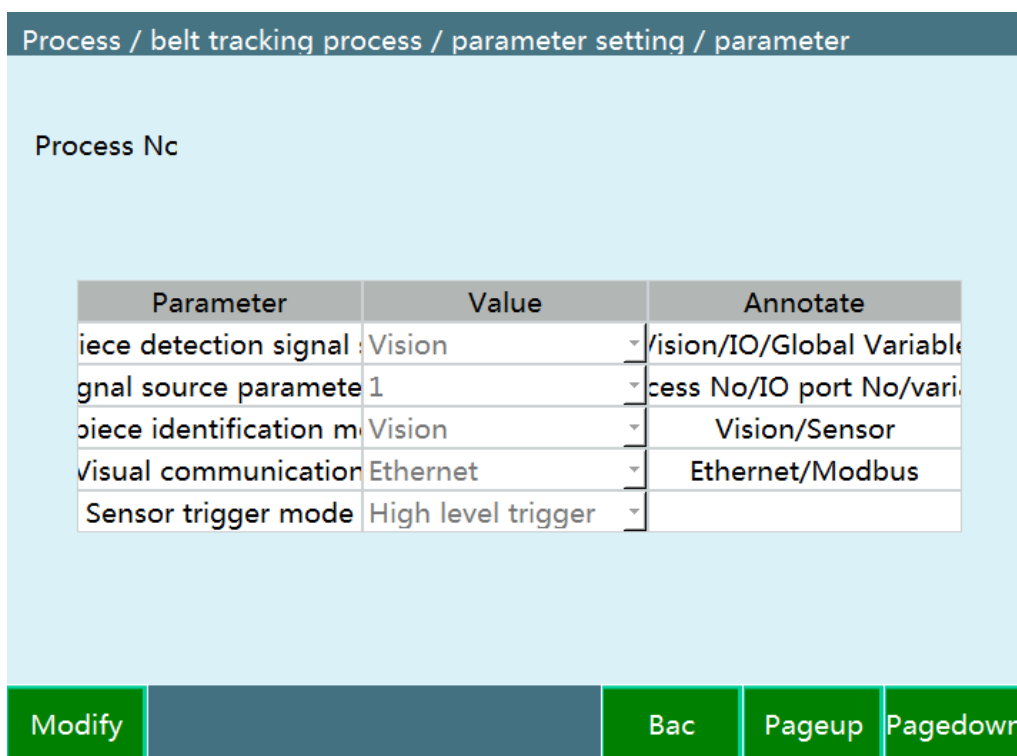 Process / belt tracking process / parameter setting / parameter
Process Nc
Parameter Value Annotate
iece detection signal Vision Vision/IO/Global Variable
gnal source paramete 1 cess No/IO port No/vari
piece identification m Vision Vision/Sensor
Visual communication Ethernet Ethernet/Modbus
Sensor trigger mode High level trigger
Modify Bac Pageup Pagedown